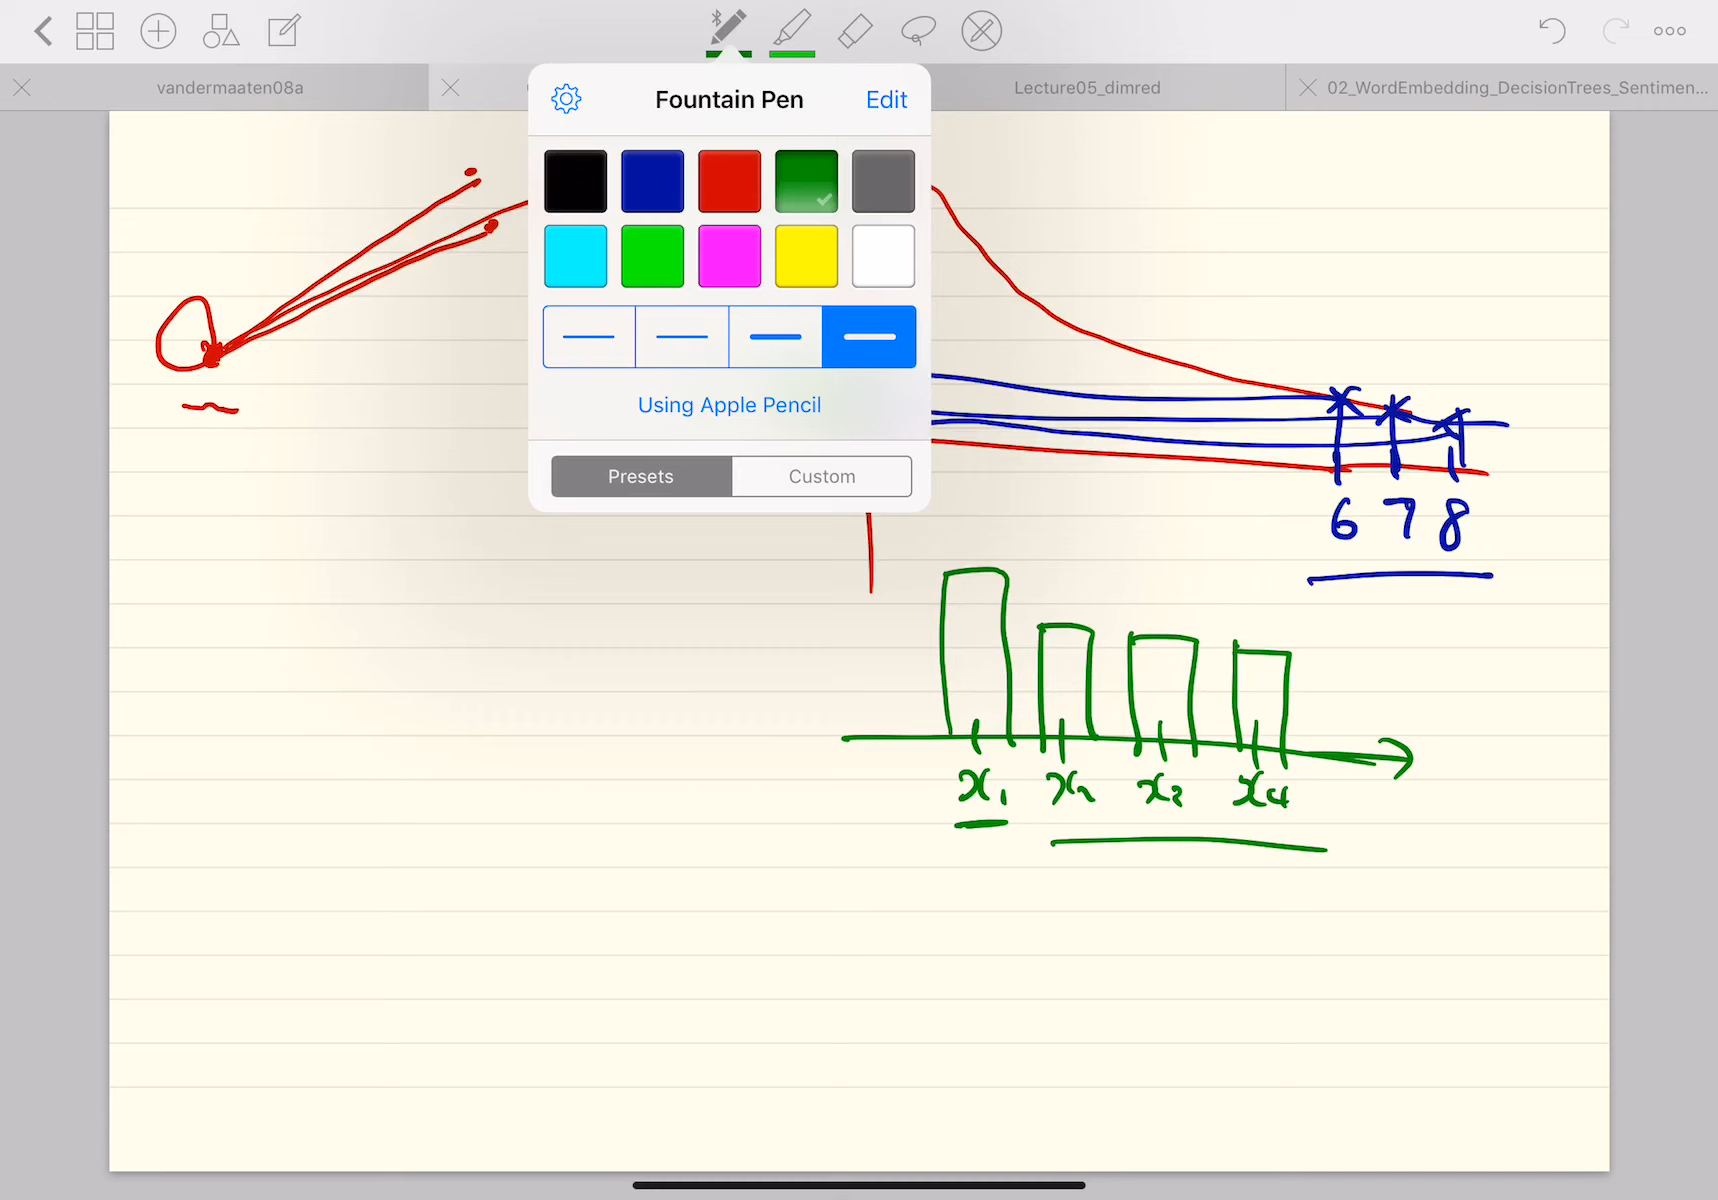 vandermaaten08a
Lecture05_dimred
02_WordEmbedding_DecisionTrees_Sentimen...
Fountain Pen
Edit
Using Apple Pencil
Presets
Custom
6 7 8
x₁ x₂ x₃ x₄